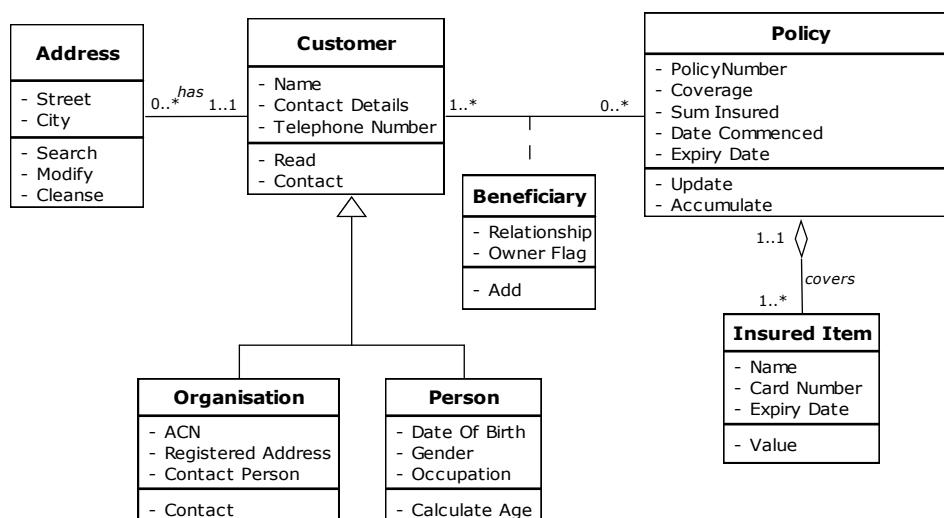 Address
- Street
- City
- Search
- Modify
- Cleanse
has
0..*
1..1
Customer
- Name
- Contact Details
- Telephone Number
- Read
- Contact
1..*
0..*
Policy
- PolicyNumber
- Coverage
- Sum Insured
- Date Commenced
- Expiry Date
- Update
- Accumulate
Beneficiary
- Relationship
- Owner Flag
- Add
1..1
covers
1..*
Insured Item
- Name
- Card Number
- Expiry Date
- Value
Organisation
- ACN
- Registered Address
- Contact Person
- Contact
Person
- Date Of Birth
- Gender
- Occupation
- Calculate Age